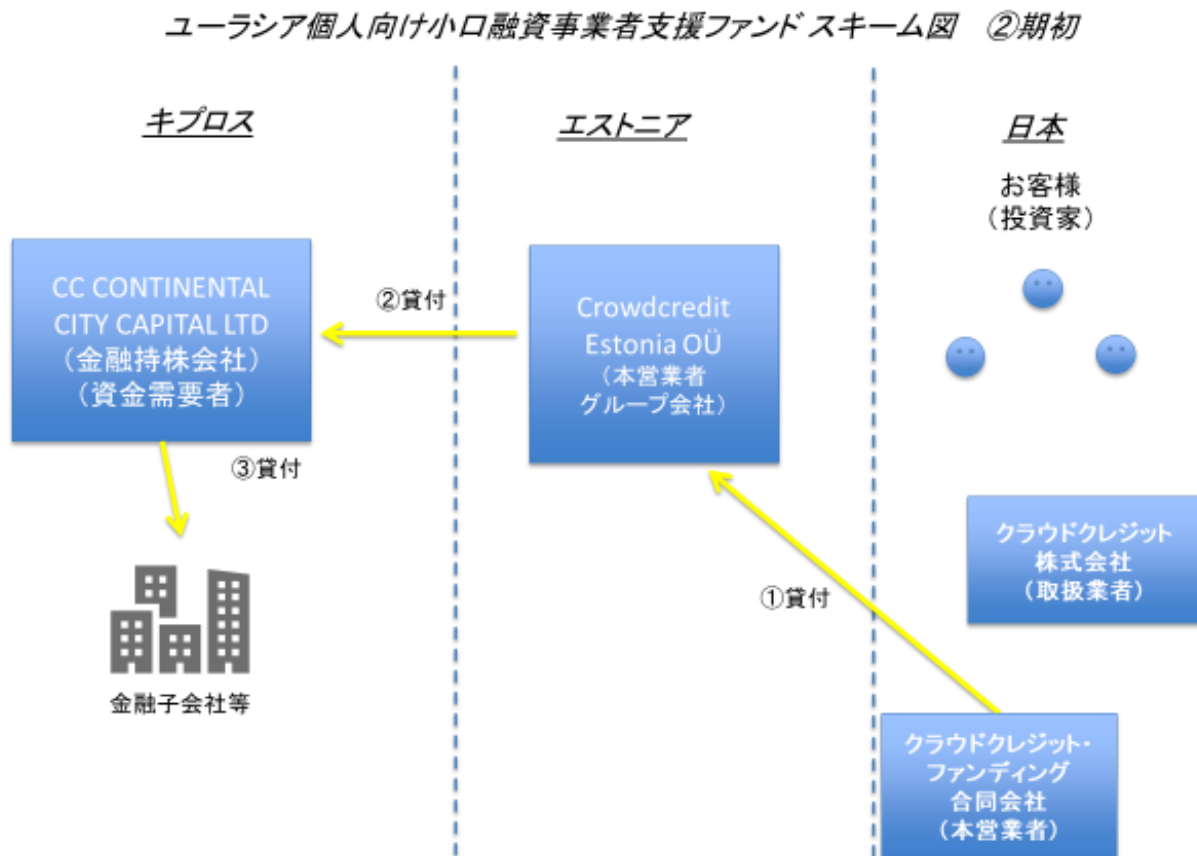 ユーラシア個人向け小口融資事業者支援ファンド スキーム図　②期初
キプロス
エストニア
日本
お客様
（投資家）
CC CONTINENTAL
CITY CAPITAL LTD
（金融持株会社）
（資金需要者）
②貸付
Crowdcredit
Estonia OÜ
（本営業者
グループ会社）
③貸付
金融子会社等
①貸付
クラウドクレジット
株式会社
（取扱業者）
クラウドクレジット・
ファンディング
合同会社
（本営業者）